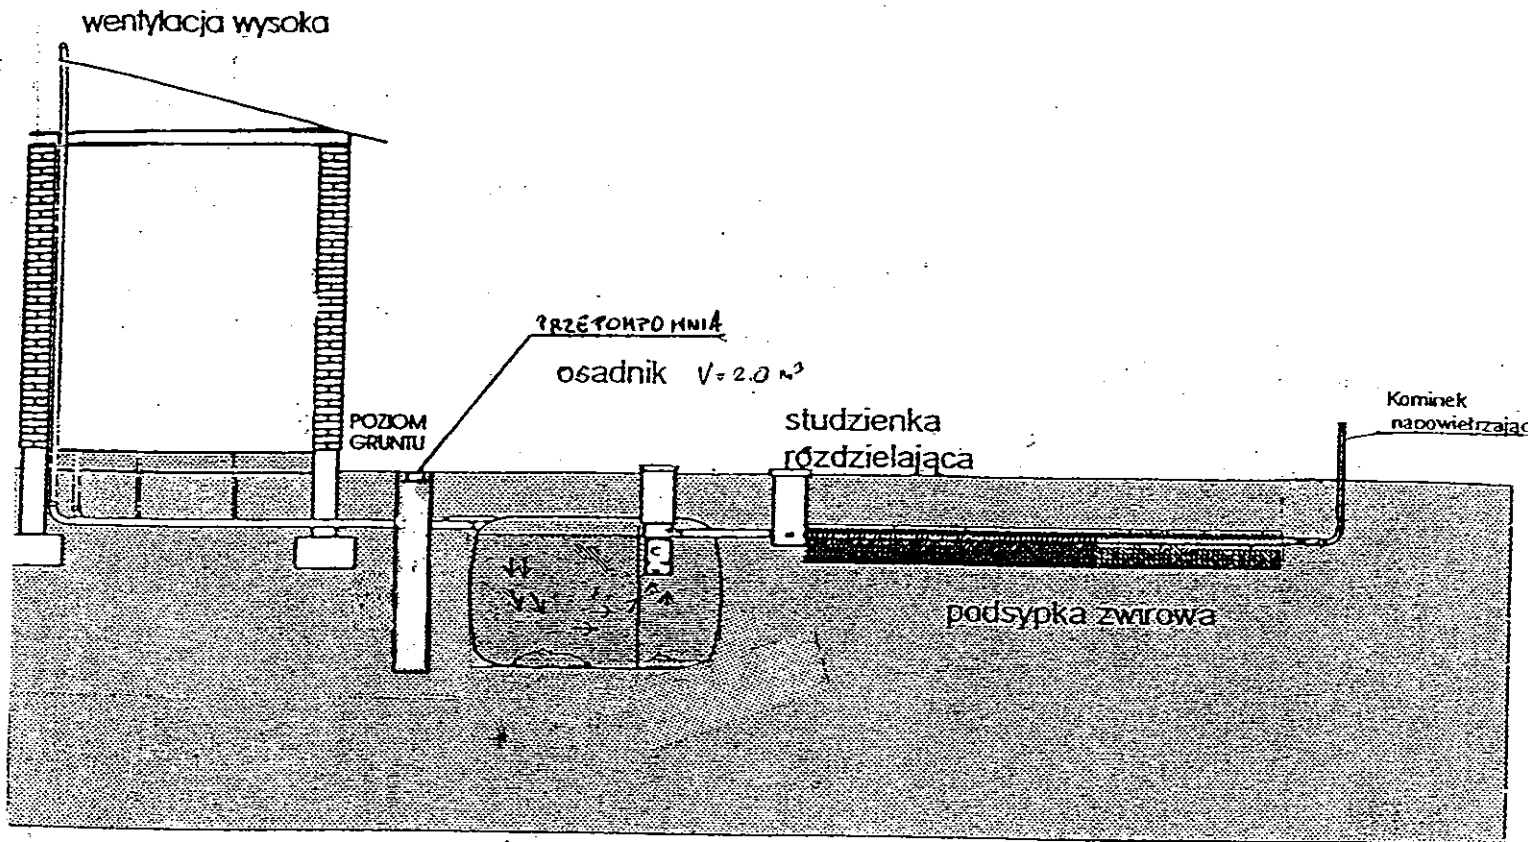 wentylacja wysoka
PRZEPOMPOWNIA
osadnik V=2.0 m³
POZIOM
GRUNTU
studzienka
rozdzielająca
Kominek
napowietrzając
podsypka zwirowa